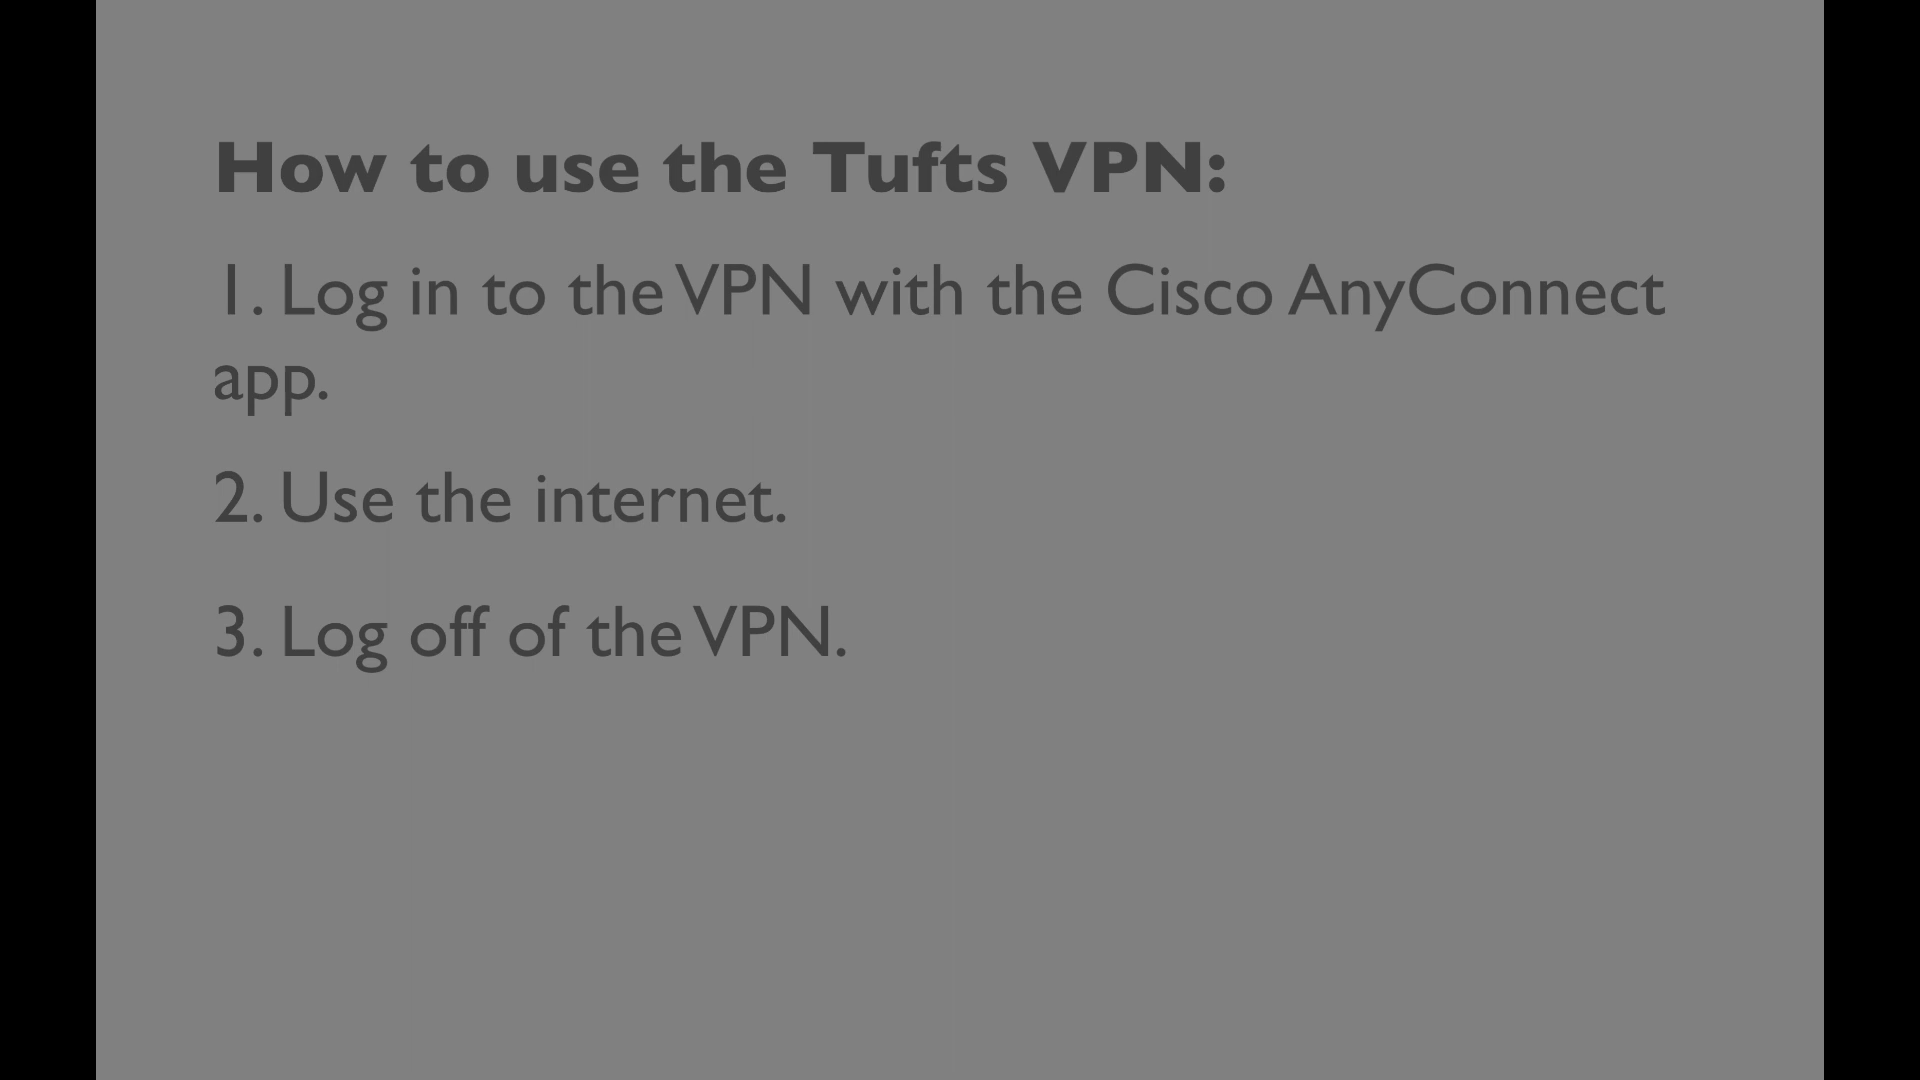 How to use the Tufts VPN:
1. Log in to the VPN with the Cisco AnyConnect
app.
2. Use the internet.
3. Log off of the VPN.